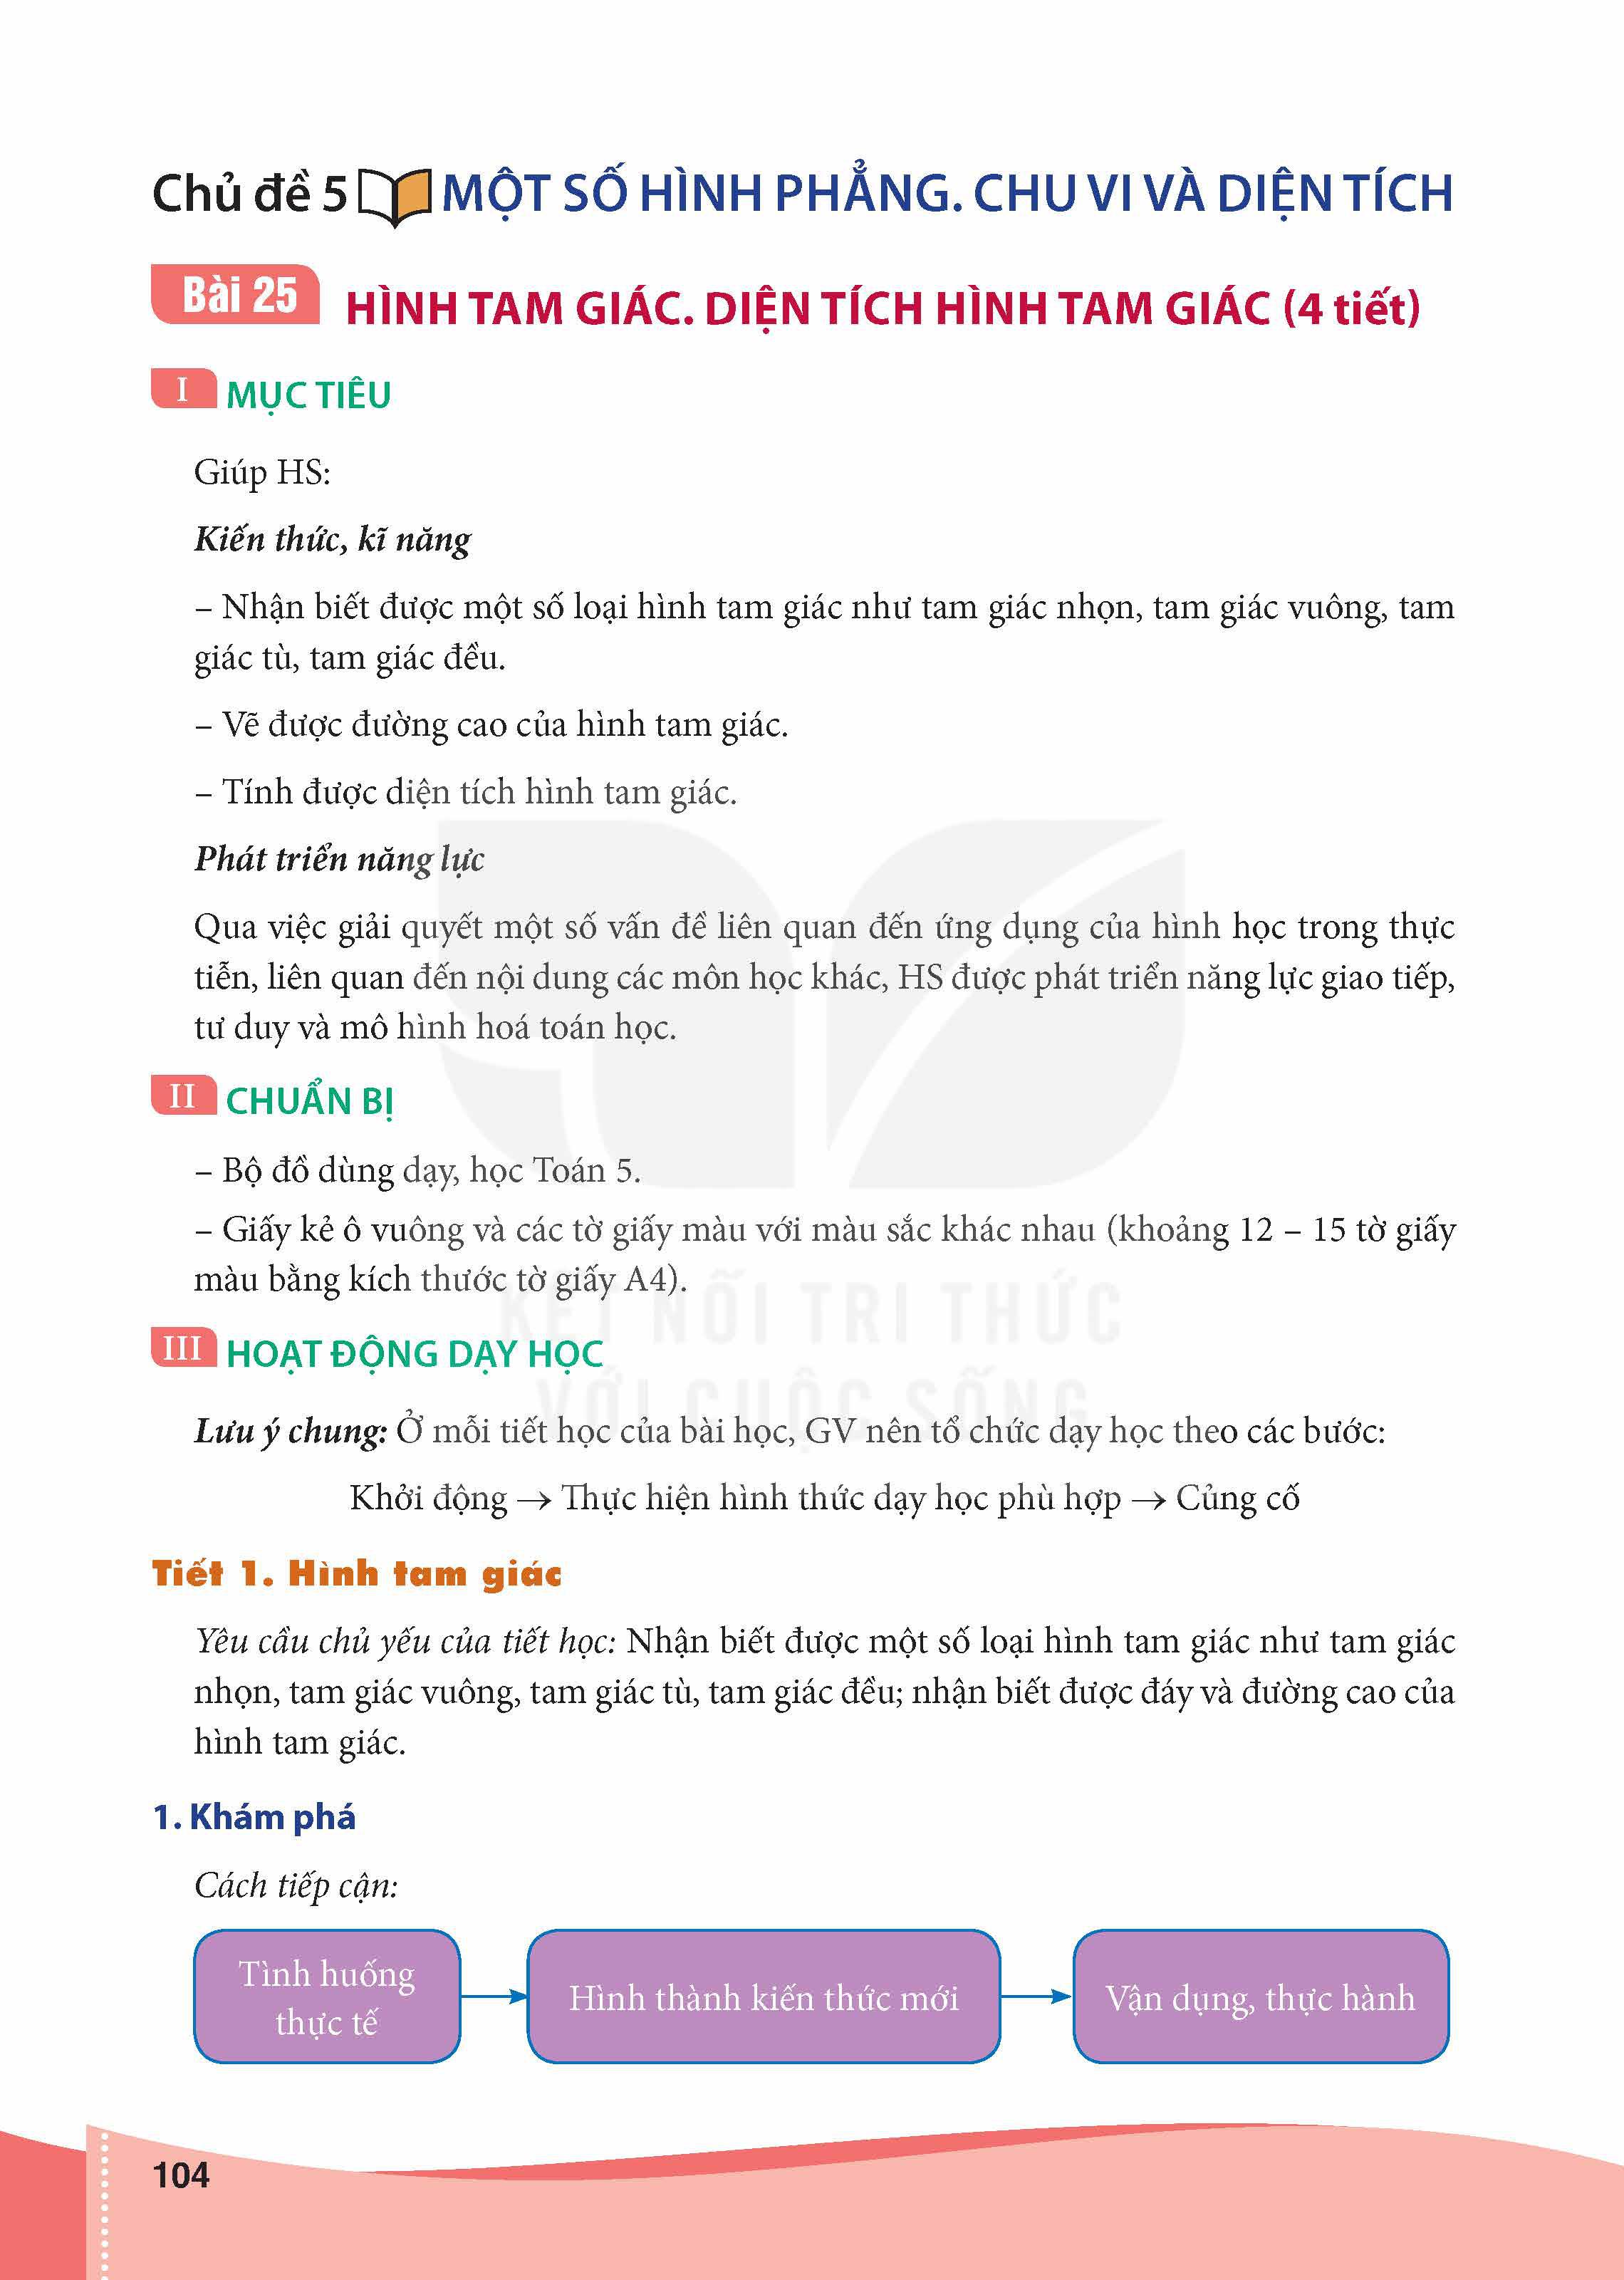 Chủ đề 5 MỘT SỐ HÌNH PHẲNG. CHU VI VÀ DIỆN TÍCH
Bài 25 HÌNH TAM GIÁC. DIỆN TÍCH HÌNH TAM GIÁC (4 tiết)
I MỤC TIÊU
Giúp HS:
Kiến thức, kĩ năng
– Nhận biết được một số loại hình tam giác như tam giác nhọn, tam giác vuông, tam
giác tù, tam giác đều.
– Vẽ được đường cao của hình tam giác.
– Tính được diện tích hình tam giác.
Phát triển năng lực
Qua việc giải quyết một số vấn đề liên quan đến ứng dụng của hình học trong thực
tiễn, liên quan đến nội dung các môn học khác, HS được phát triển năng lực giao tiếp,
tư duy và mô hình hoá toán học.
II CHUẨN BỊ
– Bộ đồ dùng dạy, học Toán 5.
– Giấy kẻ ô vuông và các tờ giấy màu với màu sắc khác nhau (khoảng 12 – 15 tờ giấy
màu bằng kích thước tờ giấy A4).
KẾT NỐI TRI THỨC
III HOẠT ĐỘNG DẠY HỌC
VỚI CUỘC SỐNG
Lưu ý chung: Ở mỗi tiết học của bài học, GV nên tổ chức dạy học theo các bước:
Khởi động → Thực hiện hình thức dạy học phù hợp → Củng cố
Tiết 1. Hình tam giác
Yêu cầu chủ yếu của tiết học: Nhận biết được một số loại hình tam giác như tam giác
nhọn, tam giác vuông, tam giác tù, tam giác đều; nhận biết được đáy và đường cao của
hình tam giác.
1. Khám phá
Cách tiếp cận:
Tình huống
thực tế
Hình thành kiến thức mới
Vận dụng, thực hành
104